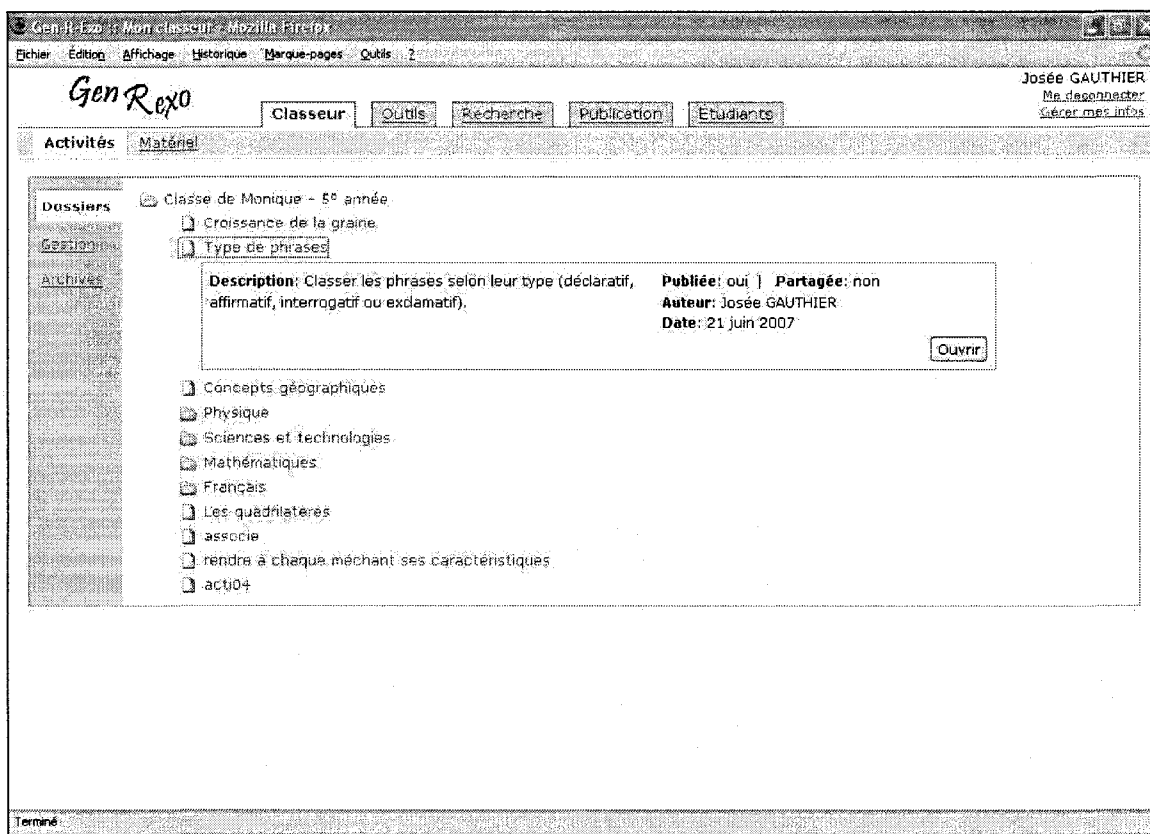 Gen-R-Exo :: Mon classeur - Mozilla Firefox
Fichier Édition Affichage Historique Marque-pages Outils ?
Josée GAUTHIER
Me deconnecter
Gérer mes infos
Gen R exo
Classeur Outils Recherche Publication Étudiants
Activités Matériel
Dossiers
Gestion
Archives
Classe de Monique - 5e année
Croissance de la graine
Type de phrases
Description: Classer les phrases selon leur type (déclaratif,
affirmatif, interrogatif ou exclamatif).
Publiée: oui | Partagée: non
Auteur: Josée GAUTHIER
Date: 21 juin 2007
Ouvrir
Concepts géographiques
Physique
Sciences et technologies
Mathématiques
Français
Les quadrilatères
associe
rendre à chaque méchant ses caractéristiques
acti04
Terminé